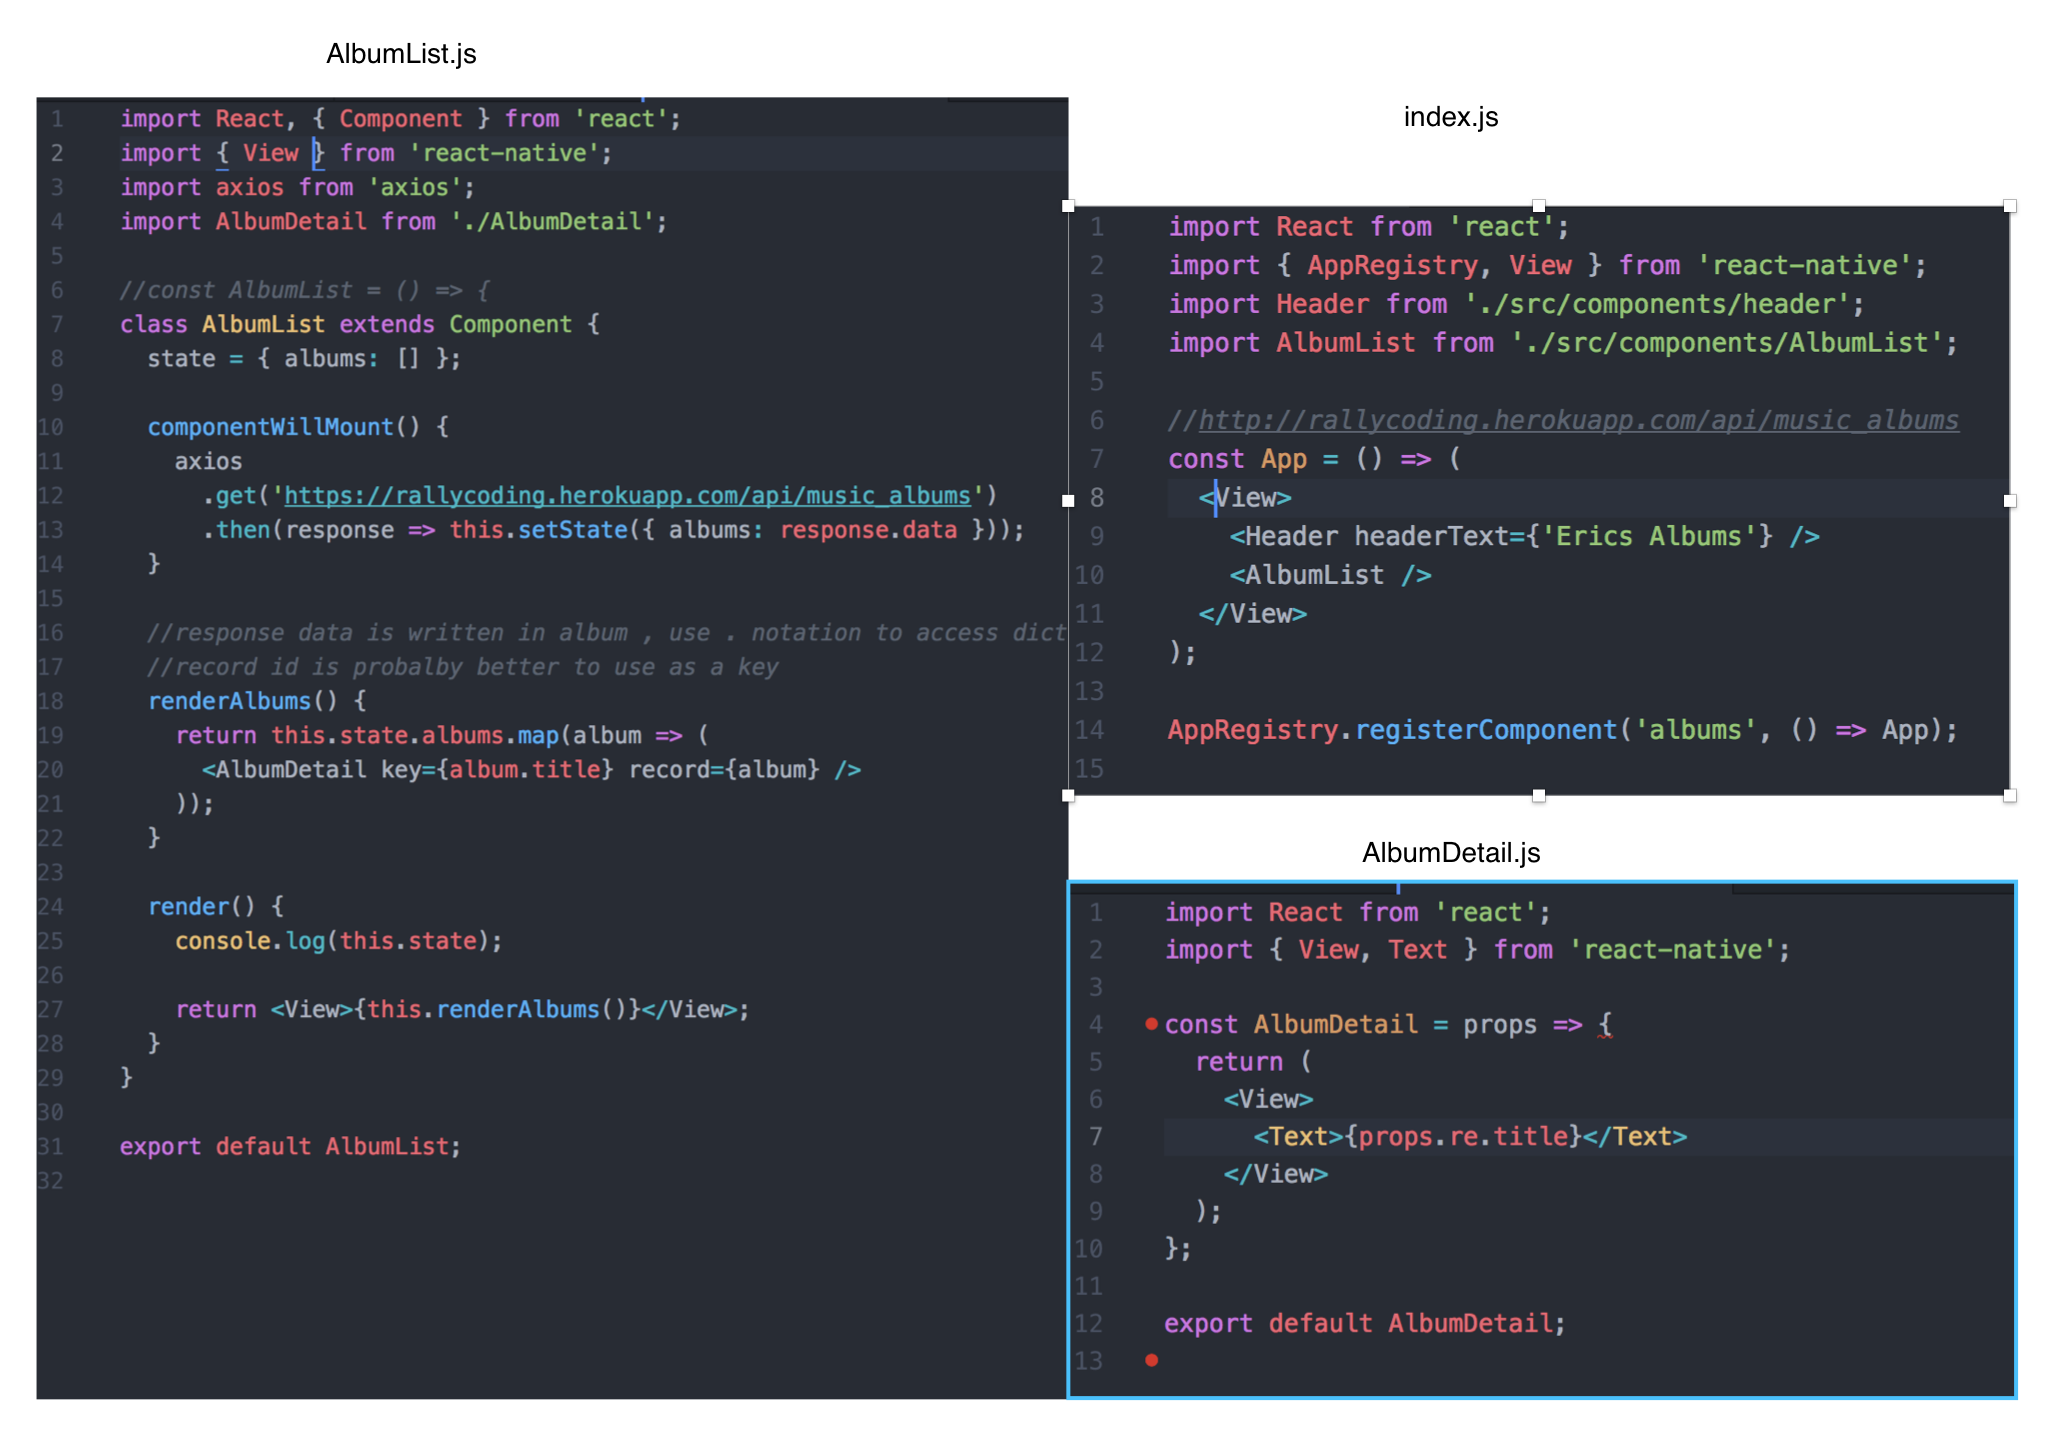 AlbumList.js
1 import React, { Component } from 'react';
2 import { View } from 'react-native';
3 import axios from 'axios';
4 import AlbumDetail from './AlbumDetail';
5
6 //const AlbumList = () => {
7 class AlbumList extends Component {
8 state = { albums: [] };
9
10 componentWillMount() {
11 axios
12 .get('https://rallycoding.herokuapp.com/api/music_albums')
13 .then(response => this.setState({ albums: response.data }));
14 }
15
16 //response data is written in album , use . notation to access dict
17 //record id is probalby better to use as a key
18 renderAlbums() {
19 return this.state.albums.map(album => (
20 <AlbumDetail key={album.title} record={album} />
21 ));
22 }
23
24 render() {
25 console.log(this.state);
26
27 return <View>{this.renderAlbums()}</View>;
28 }
29 }
30
31 export default AlbumList;
32
index.js
1 import React from 'react';
2 import { AppRegistry, View } from 'react-native';
3 import Header from './src/components/header';
4 import AlbumList from './src/components/AlbumList';
5
6 //http://rallycoding.herokuapp.com/api/music_albums
7 const App = () => (
8 <View>
9 <Header headerText={'Erics Albums'} />
10 <AlbumList />
11 </View>
12 );
13
14 AppRegistry.registerComponent('albums', () => App);
15
AlbumDetail.js
1 import React from 'react';
2 import { View, Text } from 'react-native';
3
4 const AlbumDetail = props => {
5 return (
6 <View>
7 <Text>{props.re.title}</Text>
8 </View>
9 );
10 };
11
12 export default AlbumDetail;
13